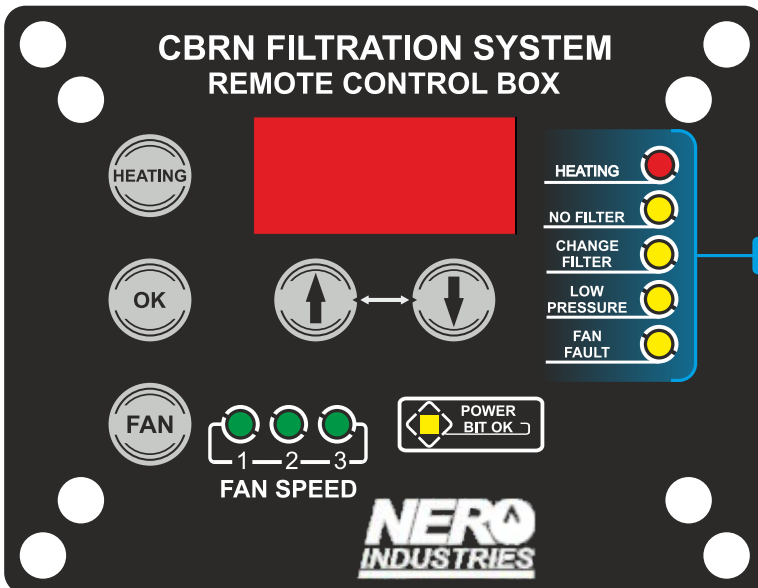 CBRN FILTRATION SYSTEM
REMOTE CONTROL BOX
HEATING
HEATING
NO FILTER
CHANGE
FILTER
OK
LOW
PRESSURE
FAN
FAULT
FAN
POWER
BIT OK
1 2 3
FAN SPEED
NERO
INDUSTRIES